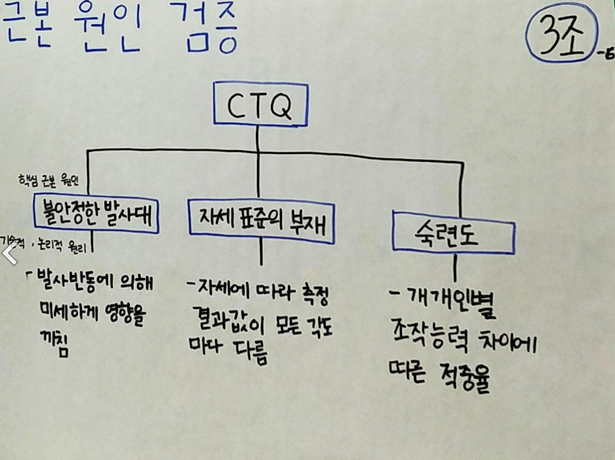 근본 원인 검증
3조
-6
CTQ
핵심 근본 원인
불안정한 발사대
자세 표준의 부재
숙련도
기술적 · 논리적 원리
- 발사반동에 의해
미세하게 영향을
끼침
- 자세에 따라 측정
결과값이 모든 각도
마다 다름
- 개개인별
조작능력 차이에
따른 적중율